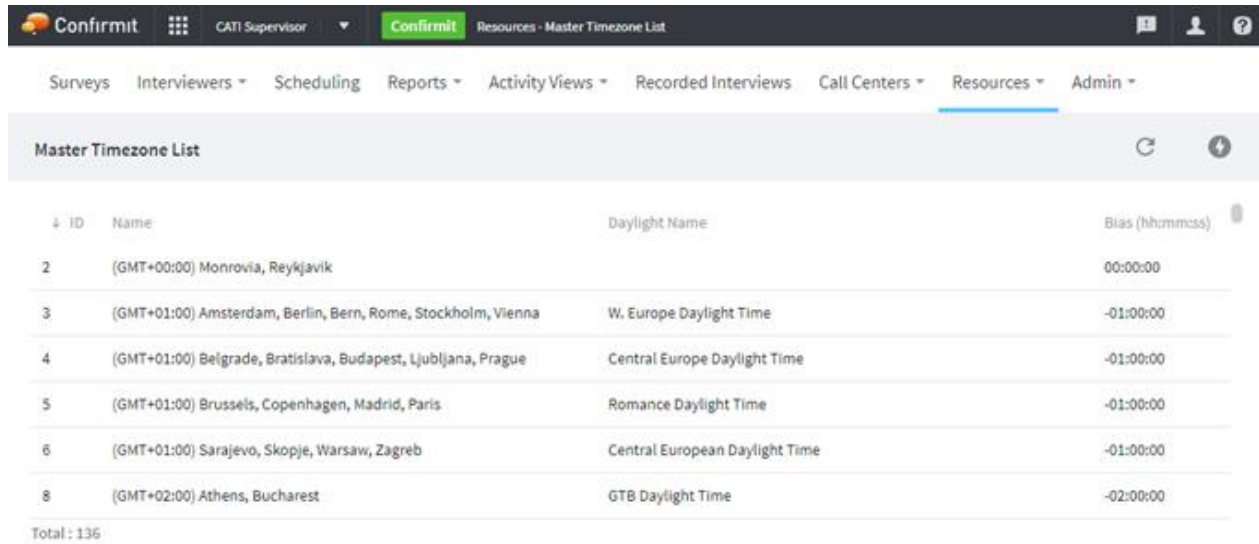 Confirmit CATI Supervisor Confirmit Resources - Master Timezone List
Surveys Interviewers Scheduling Reports Activity Views Recorded Interviews Call Centers Resources Admin
Master Timezone List
ID Name Daylight Name Bias (hh:mm:ss)
2 (GMT+00:00) Monrovia, Reykjavik 00:00:00
3 (GMT+01:00) Amsterdam, Berlin, Bern, Rome, Stockholm, Vienna W. Europe Daylight Time -01:00:00
4 (GMT+01:00) Belgrade, Bratislava, Budapest, Ljubljana, Prague Central Europe Daylight Time -01:00:00
5 (GMT+01:00) Brussels, Copenhagen, Madrid, Paris Romance Daylight Time -01:00:00
6 (GMT+01:00) Sarajevo, Skopje, Warsaw, Zagreb Central European Daylight Time -01:00:00
8 (GMT+02:00) Athens, Bucharest GTB Daylight Time -02:00:00
Total : 136